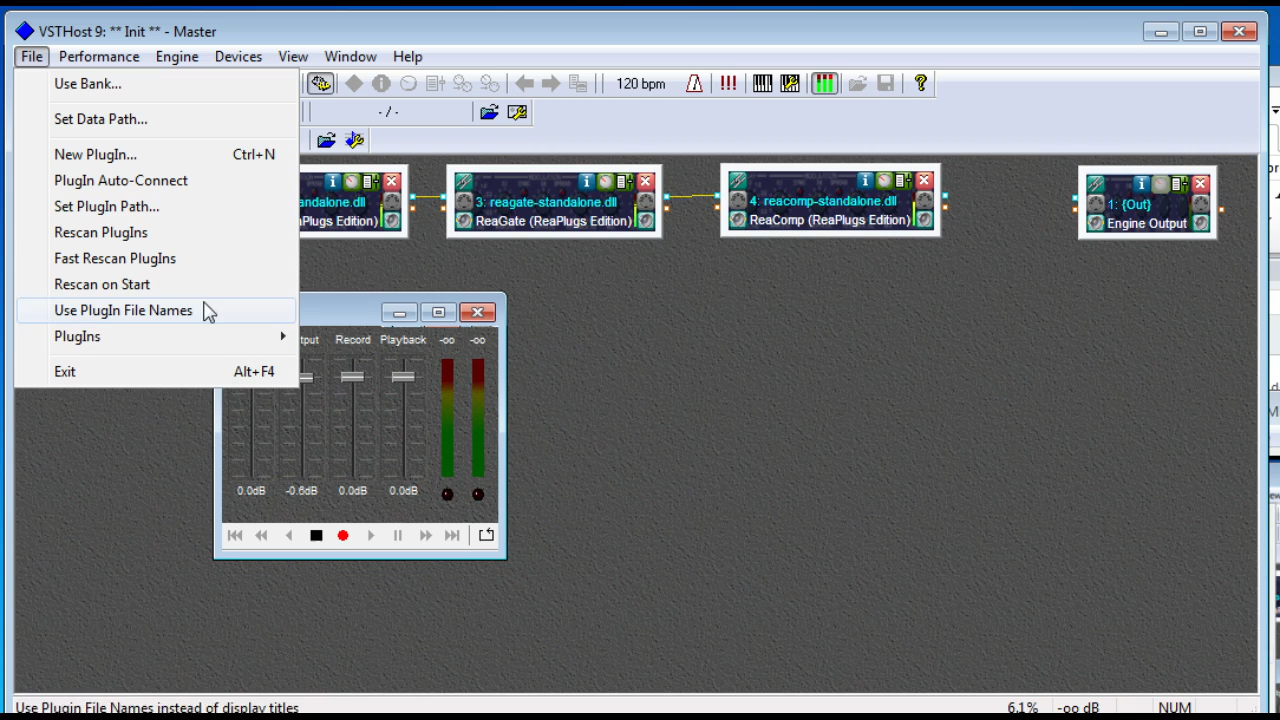 VSTHost 9: ** Init ** - Master
File Performance Engine Devices View Window Help
Use Bank...
120 bpm
Set Data Path...
- / -
New PlugIn... Ctrl+N
PlugIn Auto-Connect
Set PlugIn Path...
Rescan PlugIns
Fast Rescan PlugIns
Rescan on Start
Use PlugIn File Names
PlugIns
Exit Alt+F4
andalone.dll
aPlugs Edition)
3: reagate-standalone.dll
ReaGate (ReaPlugs Edition)
4: reacomp-standalone.dll
ReaComp (ReaPlugs Edition)
1: {Out}
Engine Output
tput Record Playback -oo -oo
0.0dB -0.6dB 0.0dB 0.0dB
Use Plugin File Names instead of display titles 6.1% -oo dB NUM